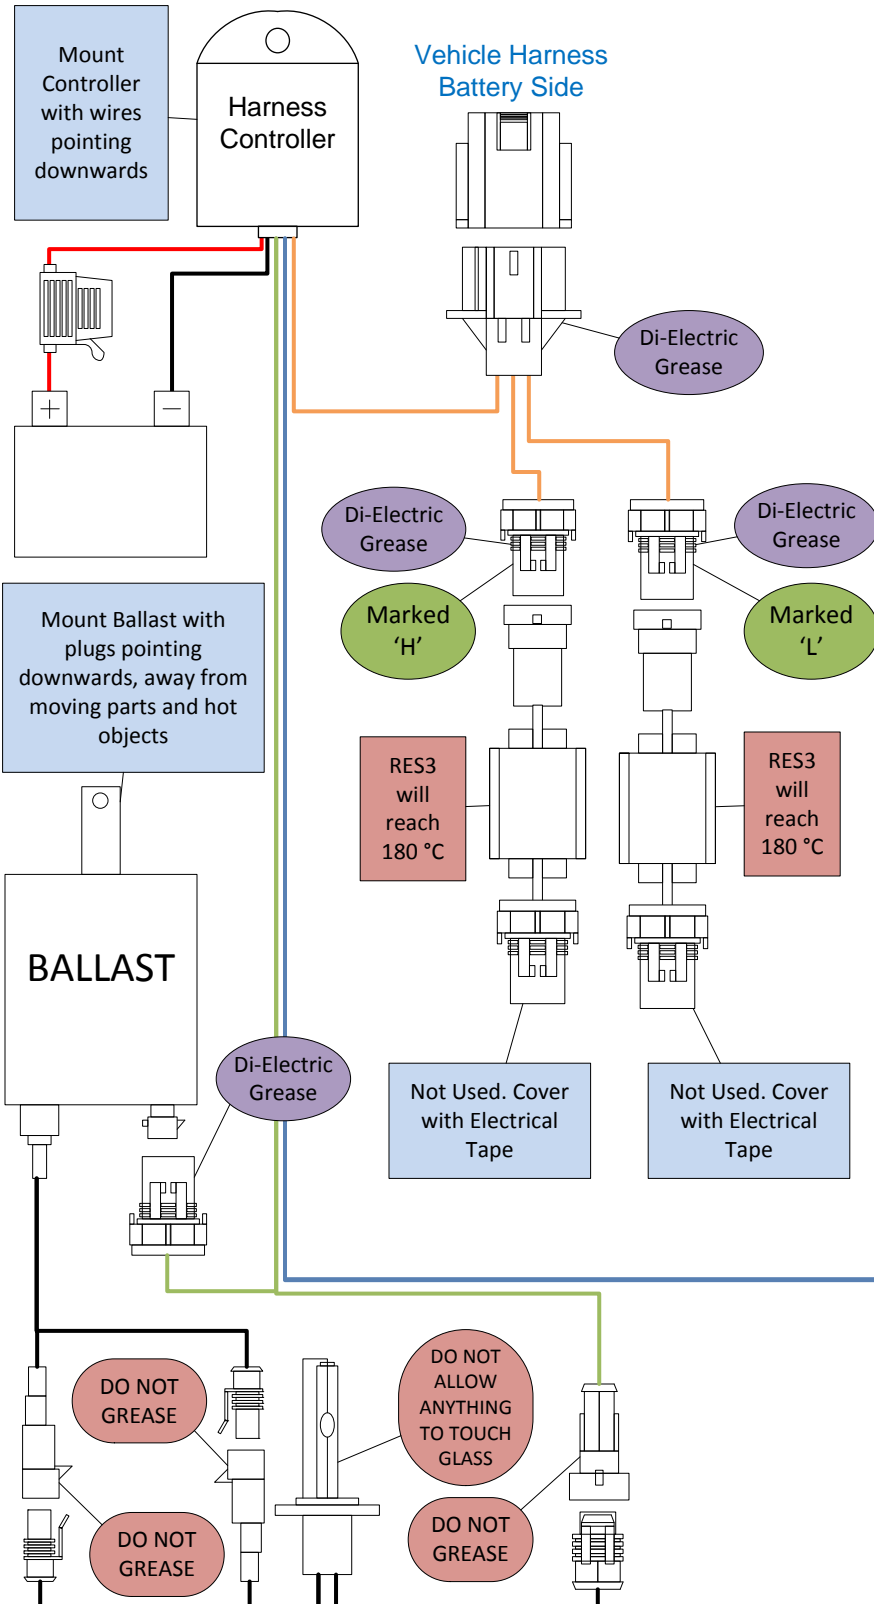 Mount
Controller
with wires
pointing
downwards
Harness
Controller
Vehicle Harness
Battery Side
Di-Electric
Grease
+
−
Di-Electric
Grease
Di-Electric
Grease
Marked
‘H’
Marked
‘L’
Mount Ballast with
plugs pointing
downwards, away from
moving parts and hot
objects
RES3
will
reach
180 °C
RES3
will
reach
180 °C
BALLAST
Di-Electric
Grease
Not Used. Cover
with Electrical
Tape
Not Used. Cover
with Electrical
Tape
DO NOT
GREASE
DO NOT
ALLOW
ANYTHING
TO TOUCH
GLASS
DO NOT
GREASE
DO NOT
GREASE